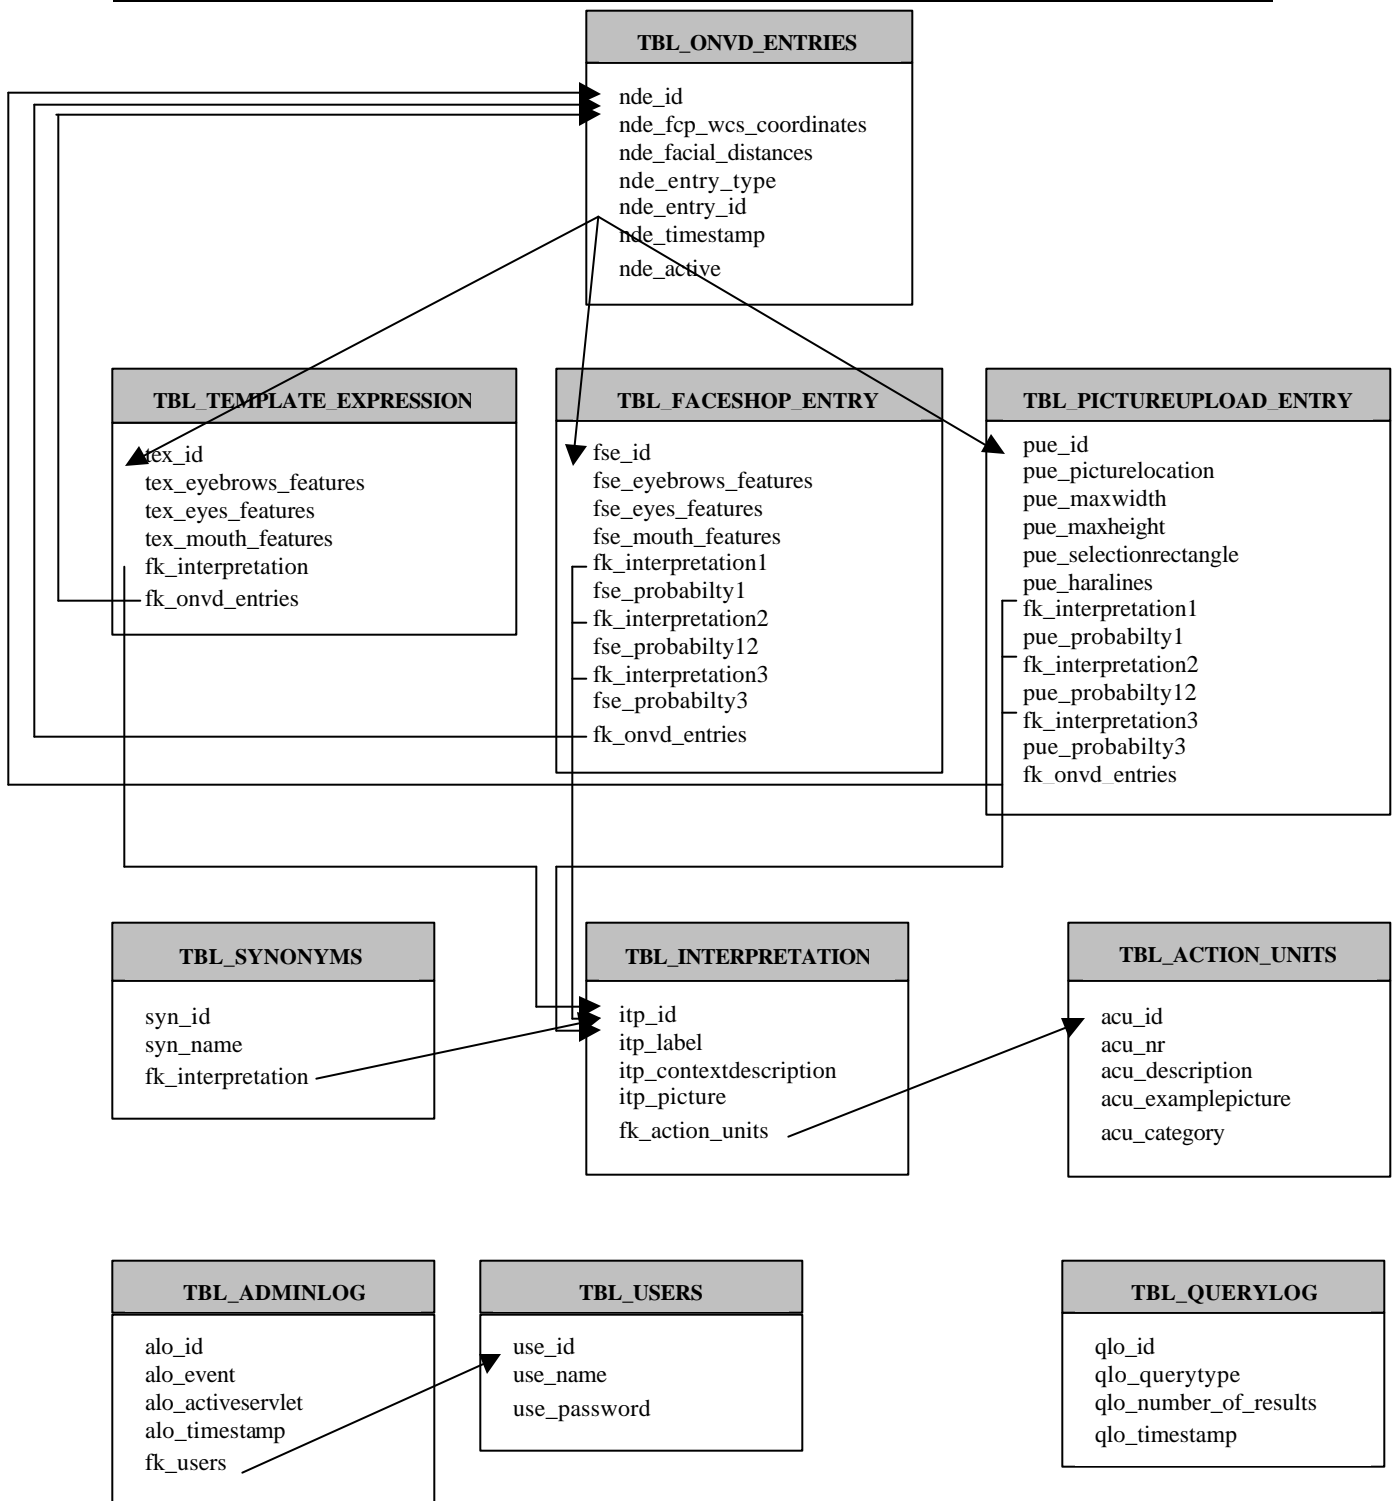 TBL_ONVD_ENTRIES
nde_id
nde_fcp_wcs_coordinates
nde_facial_distances
nde_entry_type
nde_entry_id
nde_timestamp
nde_active
TBL_TEMPLATE_EXPRESSION
tex_id
tex_eyebrows_features
tex_eyes_features
tex_mouth_features
fk_interpretation
fk_onvd_entries
TBL_FACESHOP_ENTRY
fse_id
fse_eyebrows_features
fse_eyes_features
fse_mouth_features
fk_interpretation1
fse_probabilty1
fk_interpretation2
fse_probabilty12
fk_interpretation3
fse_probabilty3
fk_onvd_entries
TBL_PICTUREUPLOAD_ENTRY
pue_id
pue_picturelocation
pue_maxwidth
pue_maxheight
pue_selectionrectangle
pue_haralines
fk_interpretation1
pue_probabilty1
fk_interpretation2
pue_probabilty12
fk_interpretation3
pue_probabilty3
fk_onvd_entries
TBL_SYNONYMS
syn_id
syn_name
fk_interpretation
TBL_INTERPRETATION
itp_id
itp_label
itp_contextdescription
itp_picture
fk_action_units
TBL_ACTION_UNITS
acu_id
acu_nr
acu_description
acu_examplepicture
acu_category
TBL_ADMINLOG
alo_id
alo_event
alo_activeservlet
alo_timestamp
fk_users
TBL_USERS
use_id
use_name
use_password
TBL_QUERYLOG
qlo_id
qlo_querytype
qlo_number_of_results
qlo_timestamp